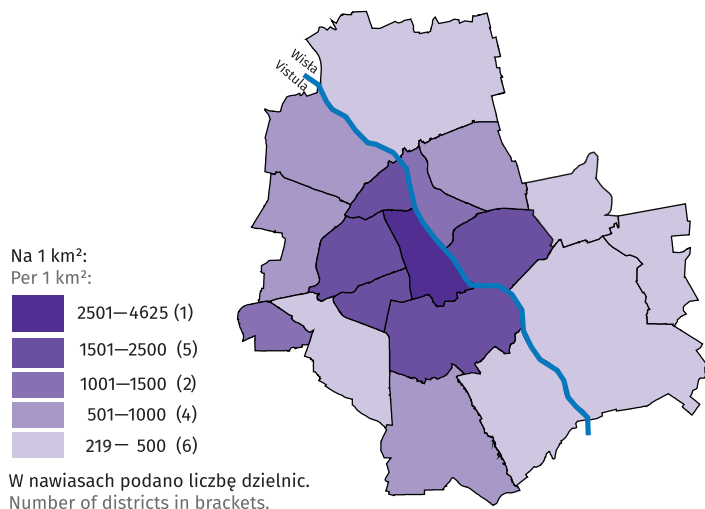 Wisła
Vistula
Na 1 km²:
Per 1 km²:
2501—4625 (1)
1501—2500 (5)
1001—1500 (2)
501—1000 (4)
219— 500 (6)
W nawiasach podano liczbę dzielnic.
Number of districts in brackets.